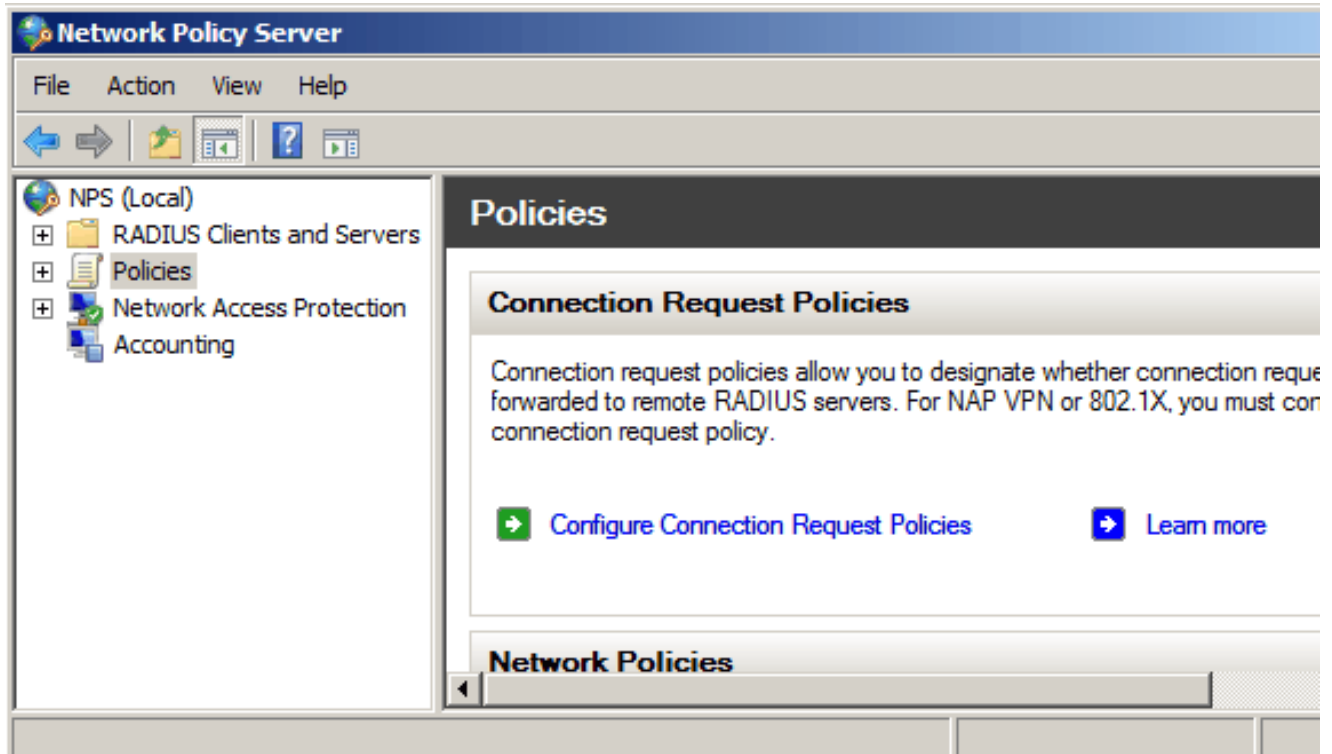 Network Policy Server
File Action View Help
NPS (Local)
RADIUS Clients and Servers
Policies
Network Access Protection
Accounting
Policies
Connection Request Policies
Connection request policies allow you to designate whether connection reque
forwarded to remote RADIUS servers. For NAP VPN or 802.1X, you must con
connection request policy.
Configure Connection Request Policies Learn more
Network Policies